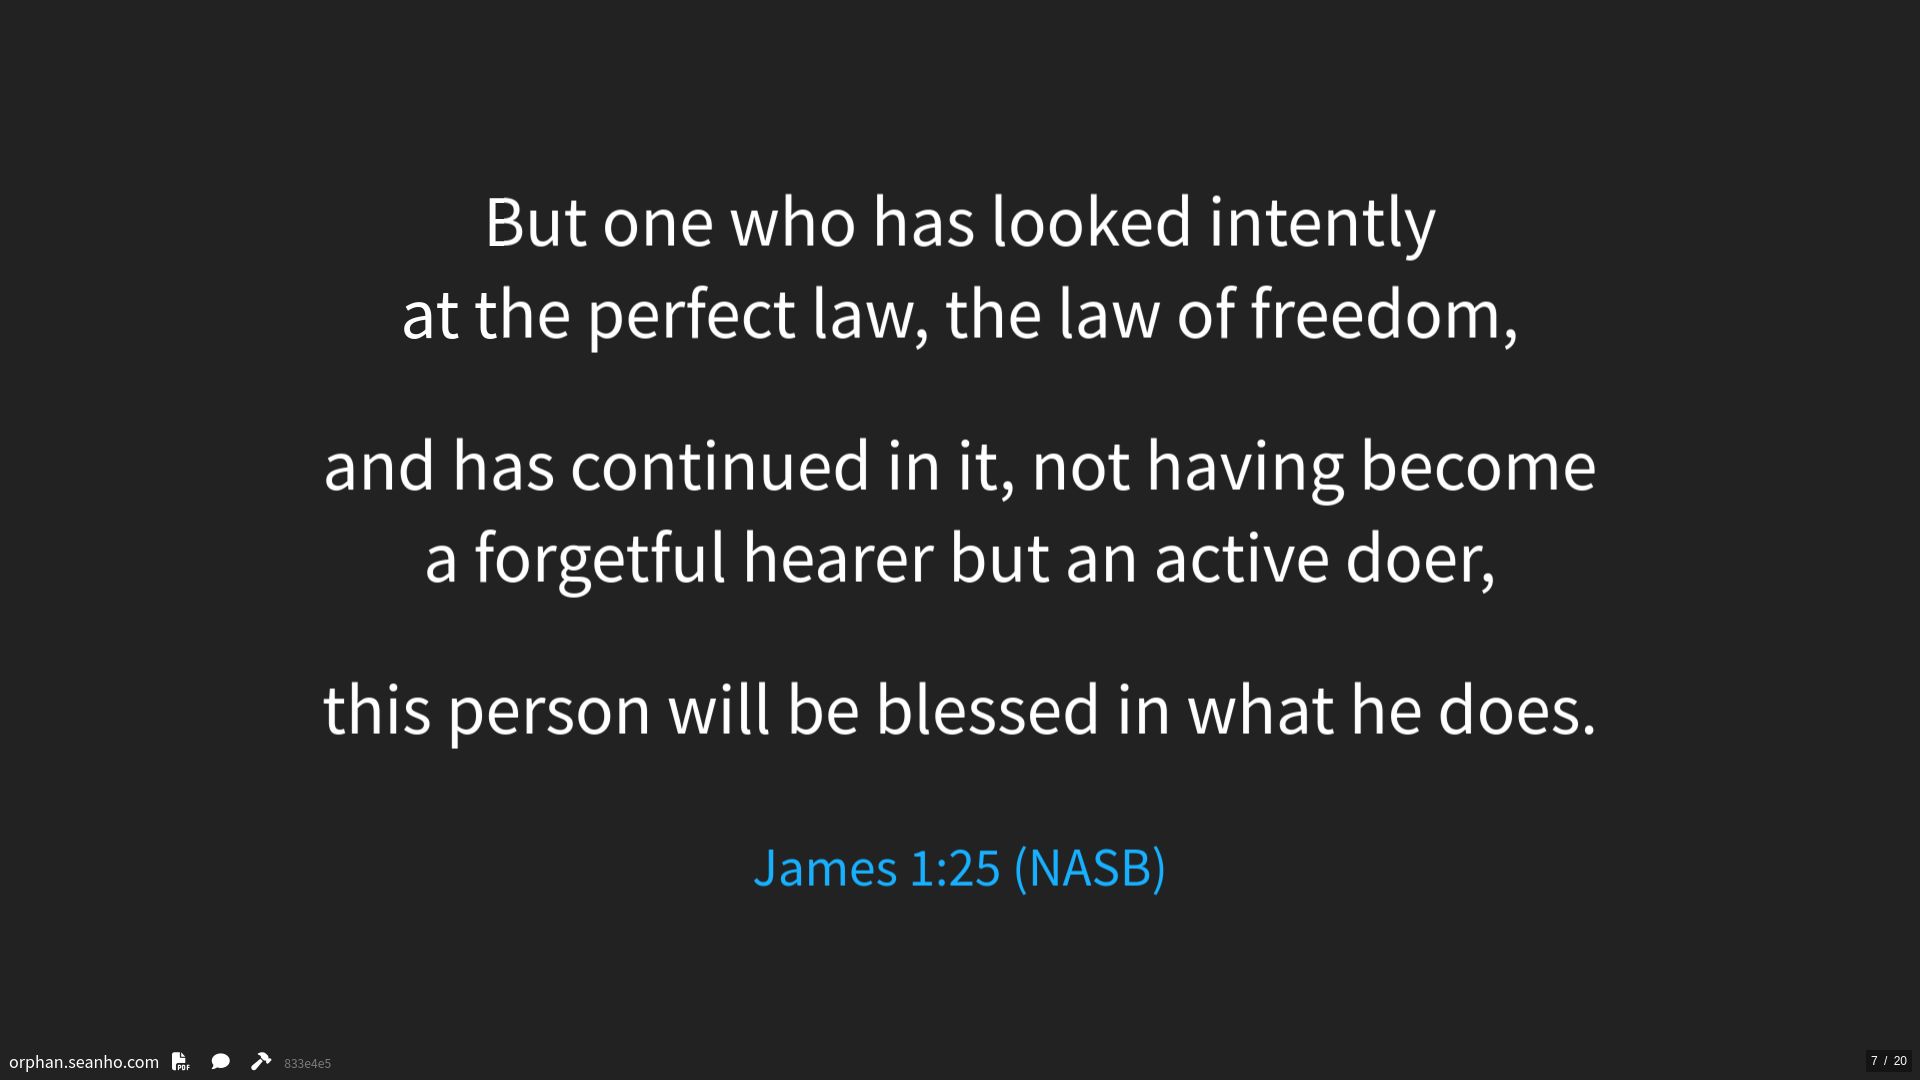 But one who has looked intently
at the perfect law, the law of freedom,
and has continued in it, not having become
a forgetful hearer but an active doer,
this person will be blessed in what he does.
James 1:25 (NASB)
orphan.seanho.com PDF 833e4e5
7 / 20